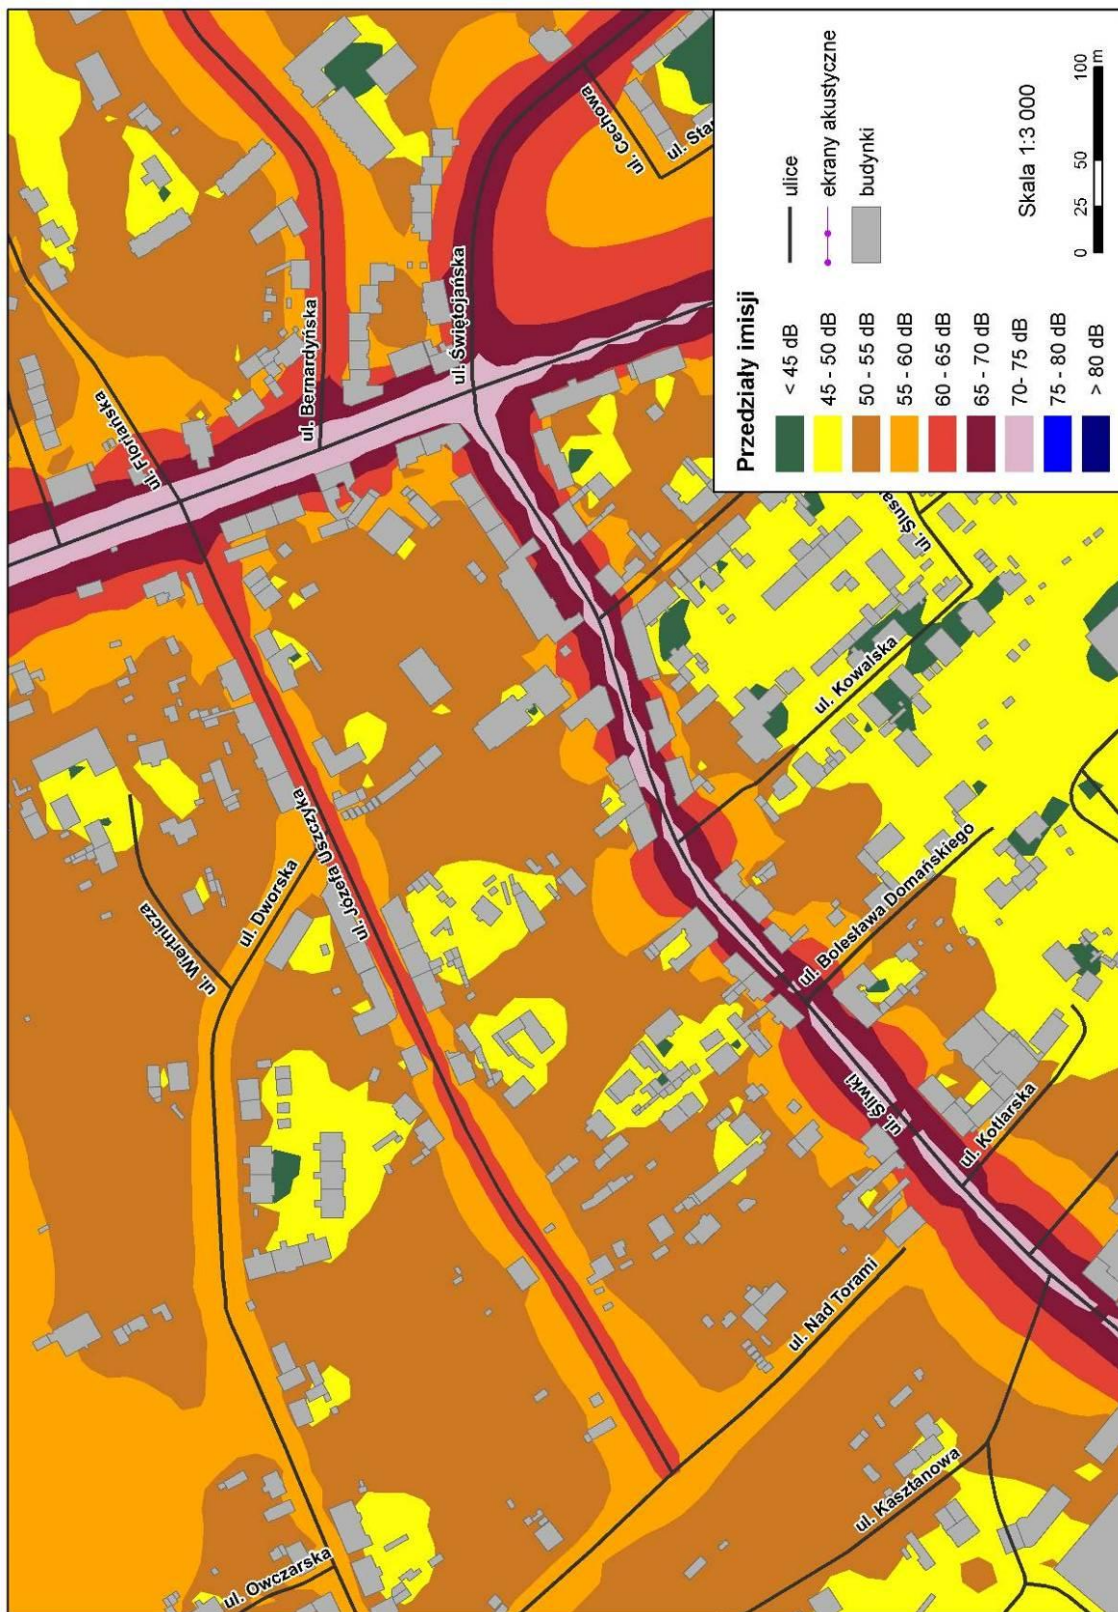 ul. Owczarska
ul. Wiertnicza
ul. Dworska
ul. Józefa Uszczyka
ul. Floriańska
ul. Bernardyńska
ul. Świętojańska
ul. Cechowa
ul. Kasztanowa
ul. Nad Torami
ul. Śliwki
ul. Kotlarska
ul. Bolesława Domańskiego
ul. Kowalska
Przedziały imisji
< 45 dB
45 - 50 dB
50 - 55 dB
55 - 60 dB
60 - 65 dB
65 - 70 dB
70- 75 dB
75 - 80 dB
> 80 dB
ulice
ekrany akustyczne
budynki
Skala 1:3 000
0 25 50 100
m